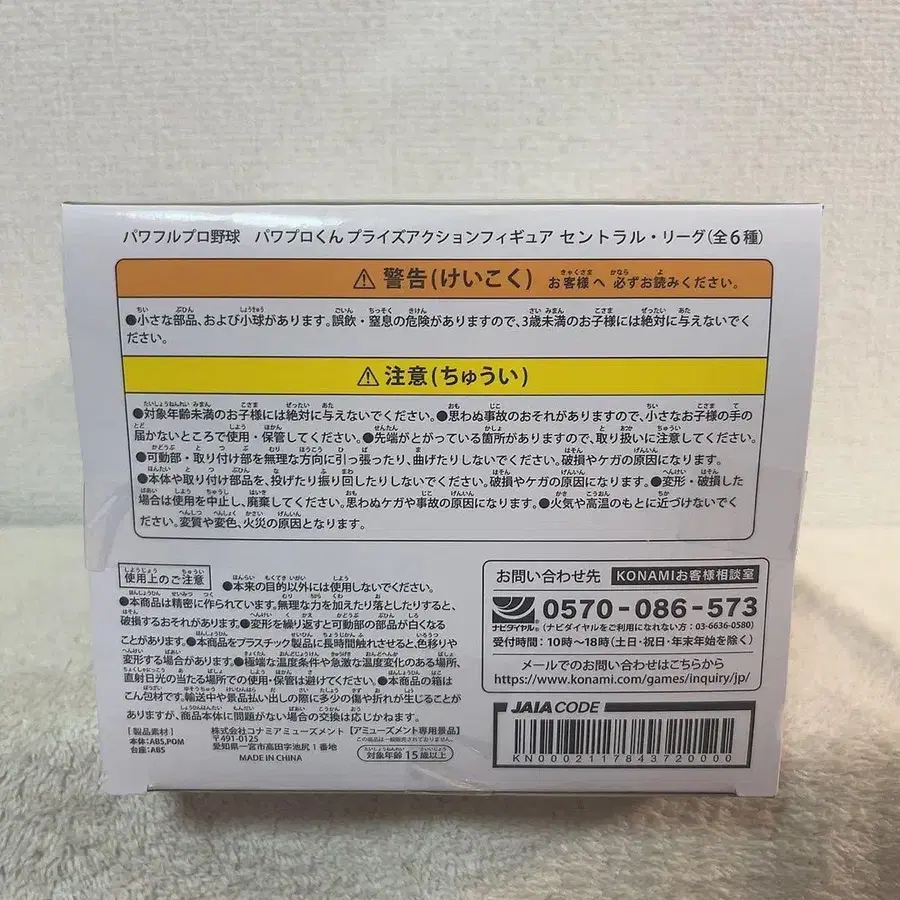 パワフルプロ野球 パワプロくん プライズアクションフィギュア セントラル・リーグ(全6種)
⚠ 警告(けいこく) お客様へ 必ずお読みください。
●小さな部品、および小球があります。誤飲・窒息の危険がありますので、3歳未満のお子様には絶対に与えないでく
ださい。
⚠ 注意(ちゅうい)
●対象年齢未満のお子様には絶対に与えないでください。●思わぬ事故のおそれがありますので、小さなお子様の手の
届かないところで使用・保管してください。●先端がとがっている箇所がありますので、取り扱いに注意してください。
●可動部・取り付け部を無理な方向に引っ張ったり、曲げたりしないでください。破損やケガの原因になります。
●本体や取り付け部品を、投げたり振り回したりしないでください。破損やケガの原因になります。●変形・破損した
場合は使用を中止し、廃棄してください。思わぬケガや事故の原因になります。●火気や高温のもとに近づけないでく
ださい。変質や変色、火災の原因となります。
使用上のご注意 ●本来の目的以外には使用しないでください。
●本商品は精密に作られています。無理な力を加えたり落としたりすると、
破損するおそれがあります。●変形を繰り返すと可動部の部品が白くなる
ことがあります。●本商品をプラスチック製品に長時間触れさせると、色移りや
変形する場合があります。●極端な温度条件や急激な温度変化のある場所、
直射日光の当たる場所での使用・保管は避けてください。●本商品の箱は
こん包材です。輸送中や景品払い出しの際に多少の傷や折れが生じることが
ありますが、商品本体に問題がない場合の交換は応じかねます。
[製品素材]
本体:ABS,POM
台座:ABS
株式会社コナミアミューズメント
〒491-0125
愛知県一宮市高田字池尻1番地
MADE IN CHINA
【アミューズメント専用景品】
この商品は一般販売されておりません。
対象年齢 15歳以上
お問い合わせ先 KONAMIお客様相談室
ナビダイヤル®
0570-086-573
(ナビダイヤルをご利用になれない方:03-6636-0580)
受付時間:10時~18時(土日・祝日・年末年始を除く)
メールでのお問い合わせはこちらから
https://www.konami.com/games/inquiry/jp/
JAIA CODE
KN0002117843720000